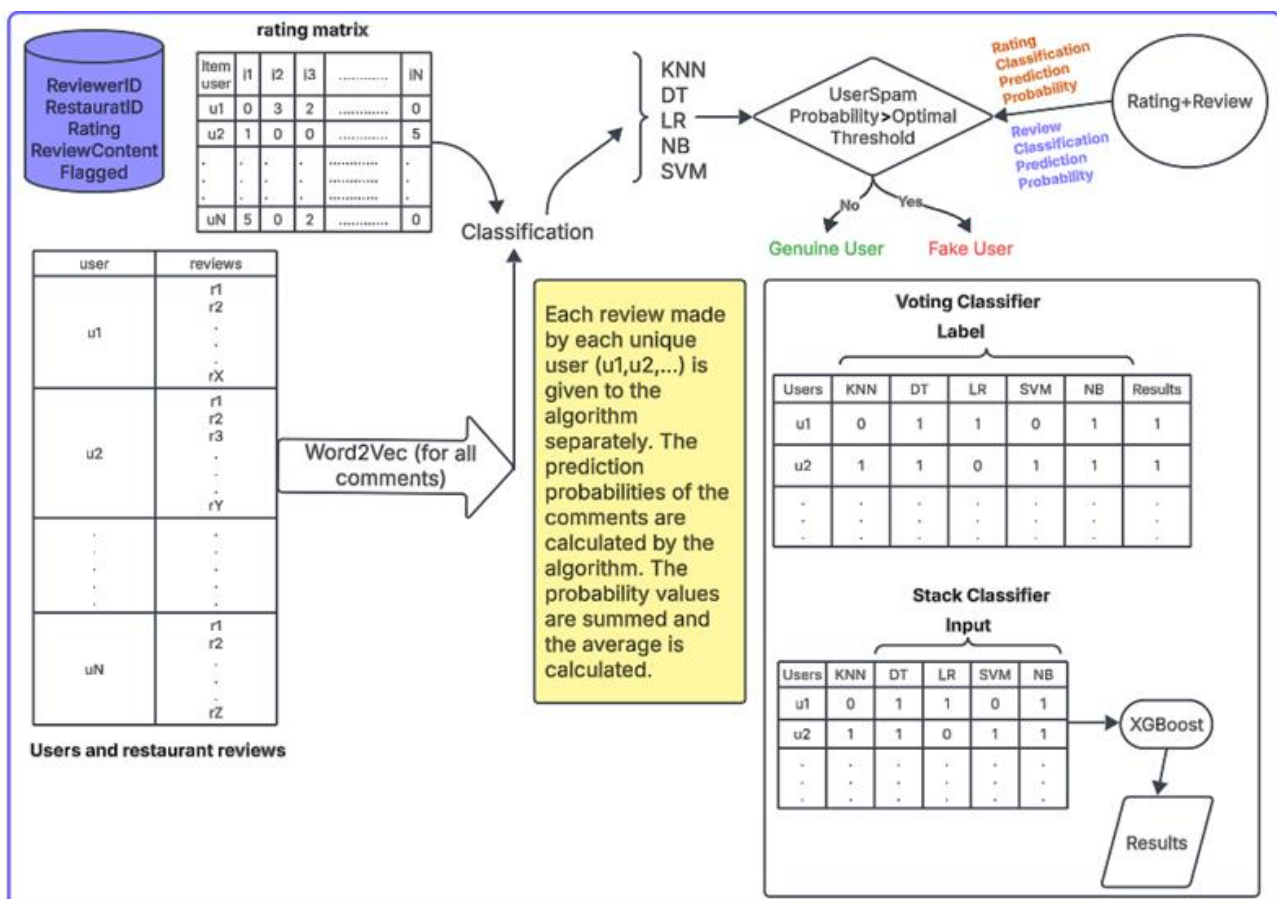 ReviewerID
RestauratID
Rating
ReviewContent
Flagged
rating matrix
Item user i1 i2 i3 ............ iN
u1 0 3 2 ............ 0
u2 1 0 0 ............ 5
. . . . ............ .
. . . . ............ .
. . . . ............ .
uN 5 0 2 ............ 0
Classification
KNN
DT
LR
NB
SVM
UserSpam
Probability>Optimal
Threshold
No
Yes
Genuine User
Fake User
Rating
Classification
Prediction
Probability
Review
Classification
Prediction
Probability
Rating+Review
user reviews
u1
r1
r2
.
.
.
rX
u2
r1
r2
r3
.
.
.
rY
. .
. .
. .
. .
uN
r1
r2
.
.
.
rZ
Users and restaurant reviews
Word2Vec (for all
comments)
Each review made
by each unique
user (u1,u2,...) is
given to the
algorithm
separately. The
prediction
probabilities of the
comments are
calculated by the
algorithm. The
probability values
are summed and
the average is
calculated.
Voting Classifier
Label
Users KNN DT LR SVM NB Results
u1 0 1 1 0 1 1
u2 1 1 0 1 1 1
. . . . . . .
. . . . . . .
. . . . . . .
Stack Classifier
Input
Users KNN DT LR SVM NB
u1 0 1 1 0 1
u2 1 1 0 1 1
. . . . . .
. . . . . .
. . . . . .
XGBoost
Results